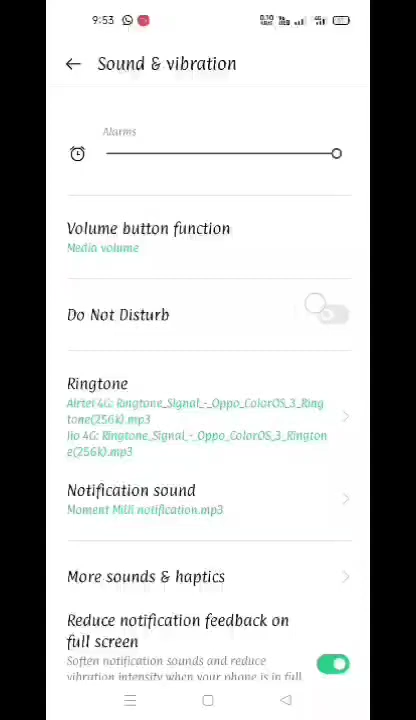 9:53
Sound & vibration
Alarms
Volume button function
Media volume
Do Not Disturb
Ringtone
Airtel 4G: Ringtone_Signal_-_Oppo_ColorOS_3_Ring
tone(256k).mp3
Jio 4G: Ringtone_Signal_-_Oppo_ColorOS_3_Rington
e(256k).mp3
Notification sound
Moment Milli notification.mp3
More sounds & haptics
Reduce notification feedback on
full screen
Soften notification sounds and reduce
vibration intensity when your phone is in full